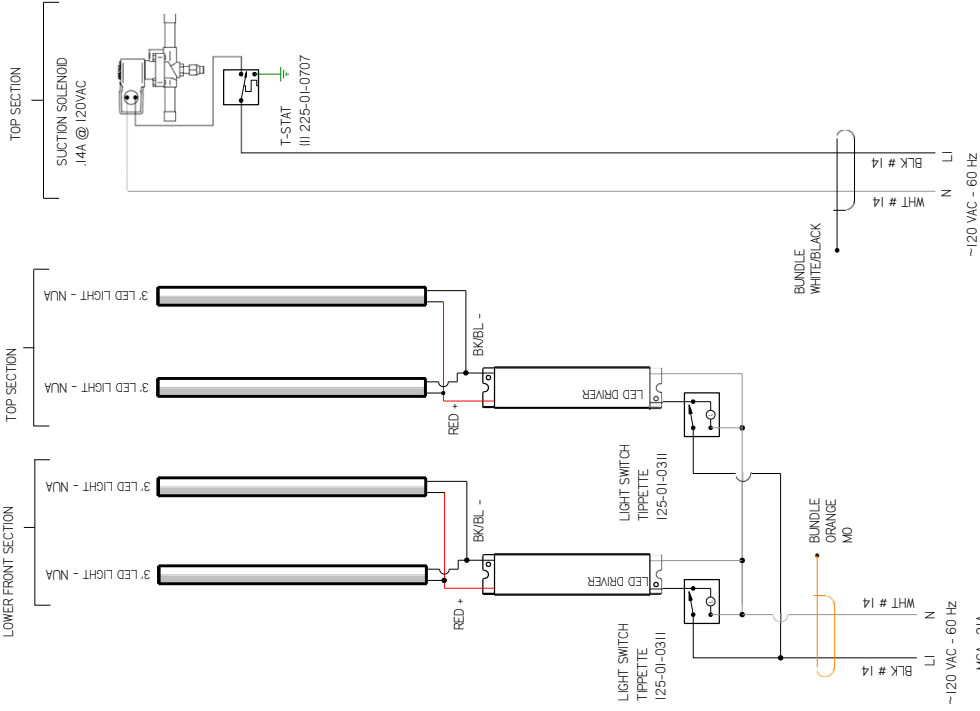 TOP SECTION
SUCTION SOLENOID
.14A @ 120VAC
T-STAT
(1) 225-01-0707
BLK # 14
WHT # 14
L1
N
~120 VAC - 60 Hz
BUNDLE
WHITE/BLACK
TOP SECTION
3' LED LIGHT - NUA
3' LED LIGHT - NUA
BK/BL -
RED +
LED DRIVER
LIGHT SWITCH
TIPPETTE
125-01-0311
L
LOWER FRONT SECTION
3' LED LIGHT - NUA
3' LED LIGHT - NUA
BK/BL -
RED +
LED DRIVER
LIGHT SWITCH
TIPPETTE
125-01-0311
L
BUNDLE
ORANGE
MO
WHT # 14
BLK # 14
N
L1
~120 VAC - 60 Hz